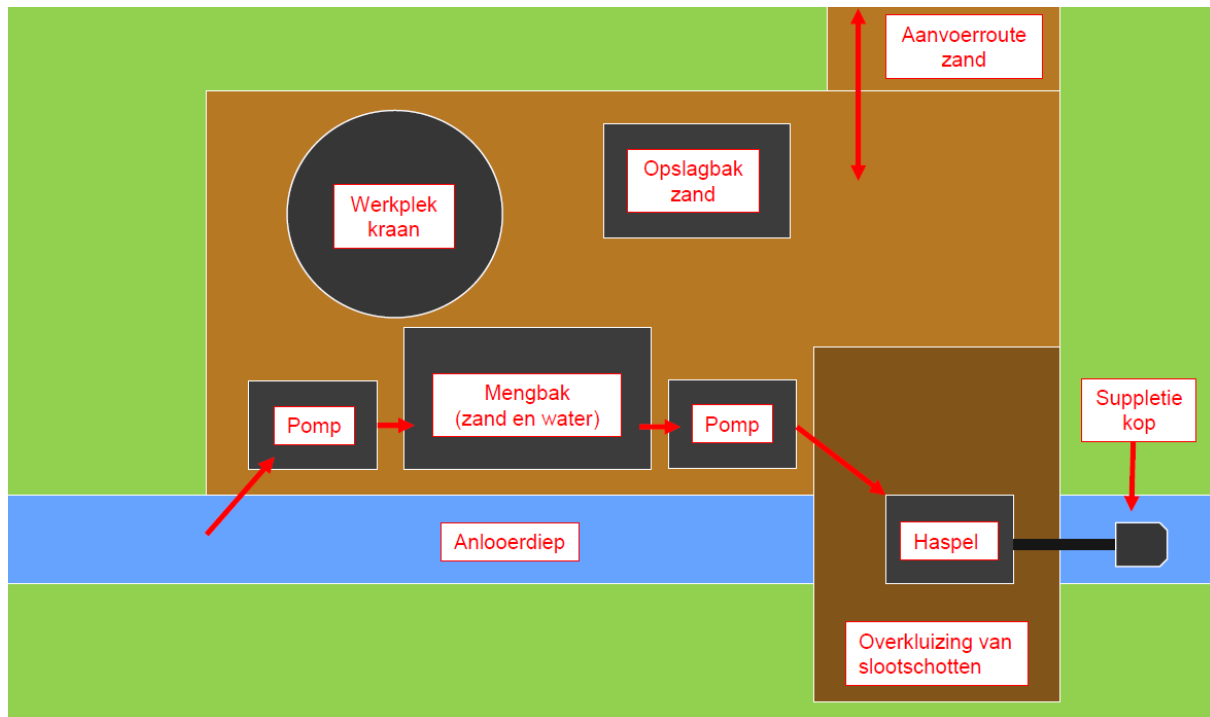 Aanvoerroute
zand
Opslagbak
zand
Werkplek
kraan
Mengbak
(zand en water)
Pomp
Pomp
Suppletie
kop
Anlooerdiep
Haspel
Overkluizing van
slootschotten